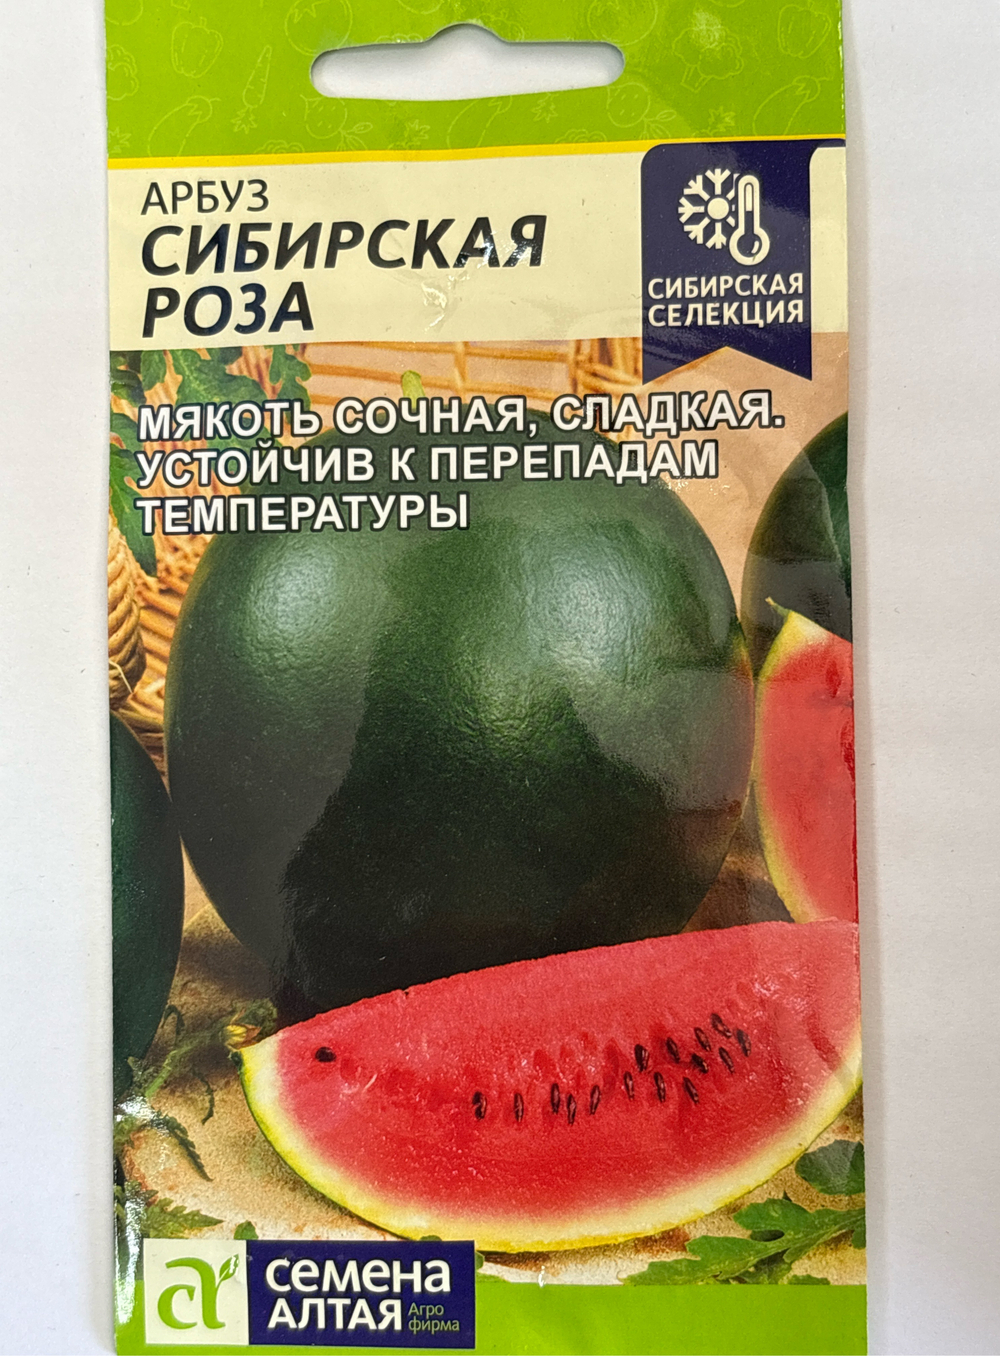 АРБУЗ
СИБИРСКАЯ
РОЗА
СИБИРСКАЯ
СЕЛЕКЦИЯ
МЯКОТЬ СОЧНАЯ, СЛАДКАЯ.
УСТОЙЧИВ К ПЕРЕПАДАМ
ТЕМПЕРАТУРЫ
семена
АЛТАЯ
Агро
фирма